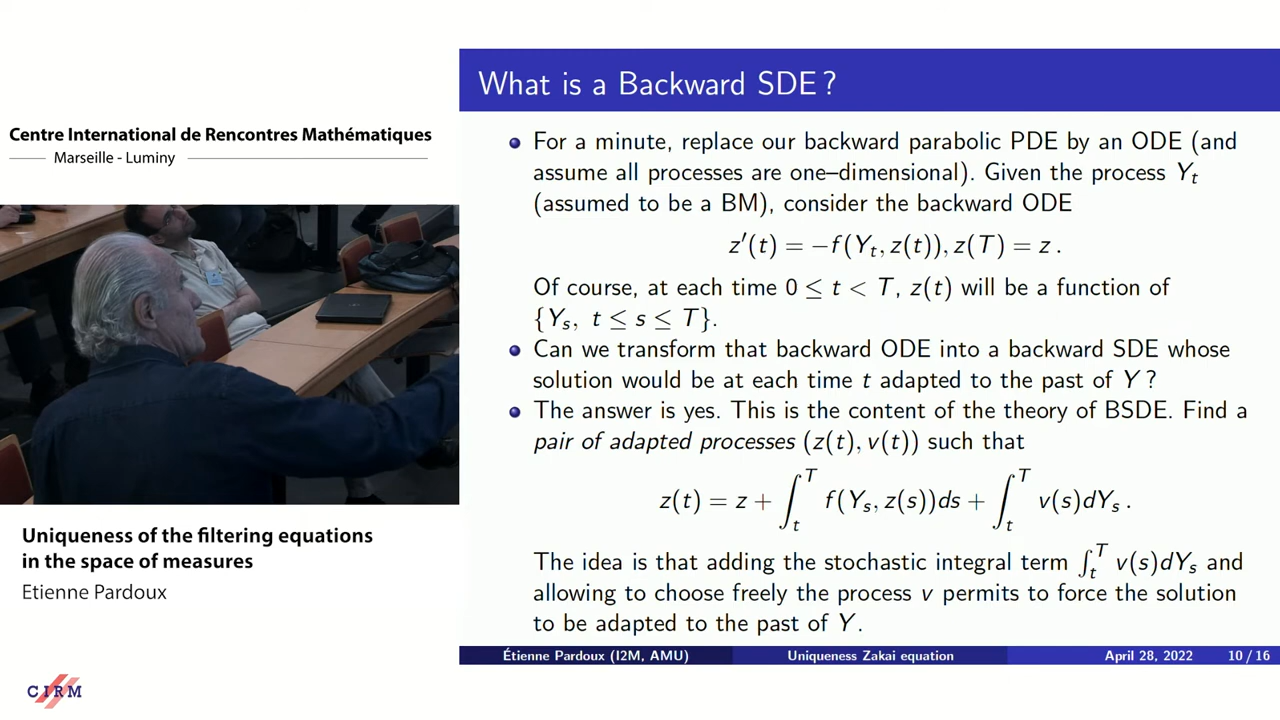 Centre International de Rencontres Mathématiques
Marseille - Luminy
Uniqueness of the filtering equations
in the space of measures
Etienne Pardoux
CIRM
What is a Backward SDE ?
For a minute, replace our backward parabolic PDE by an ODE (and
assume all processes are one–dimensional). Given the process Y_t
(assumed to be a BM), consider the backward ODE
z′(t) = −f(Y_t, z(t)), z(T) = z .
Of course, at each time 0 ≤ t < T, z(t) will be a function of
{Y_s, t ≤ s ≤ T}.
Can we transform that backward ODE into a backward SDE whose
solution would be at each time t adapted to the past of Y ?
The answer is yes. This is the content of the theory of BSDE. Find a
pair of adapted processes (z(t), v(t)) such that
z(t) = z + ∫_t^T f(Y_s, z(s))ds + ∫_t^T v(s)dY_s .
The idea is that adding the stochastic integral term ∫_t^T v(s)dY_s and
allowing to choose freely the process v permits to force the solution
to be adapted to the past of Y.
Étienne Pardoux (I2M, AMU)
Uniqueness Zakai equation
April 28, 2022
10 / 16